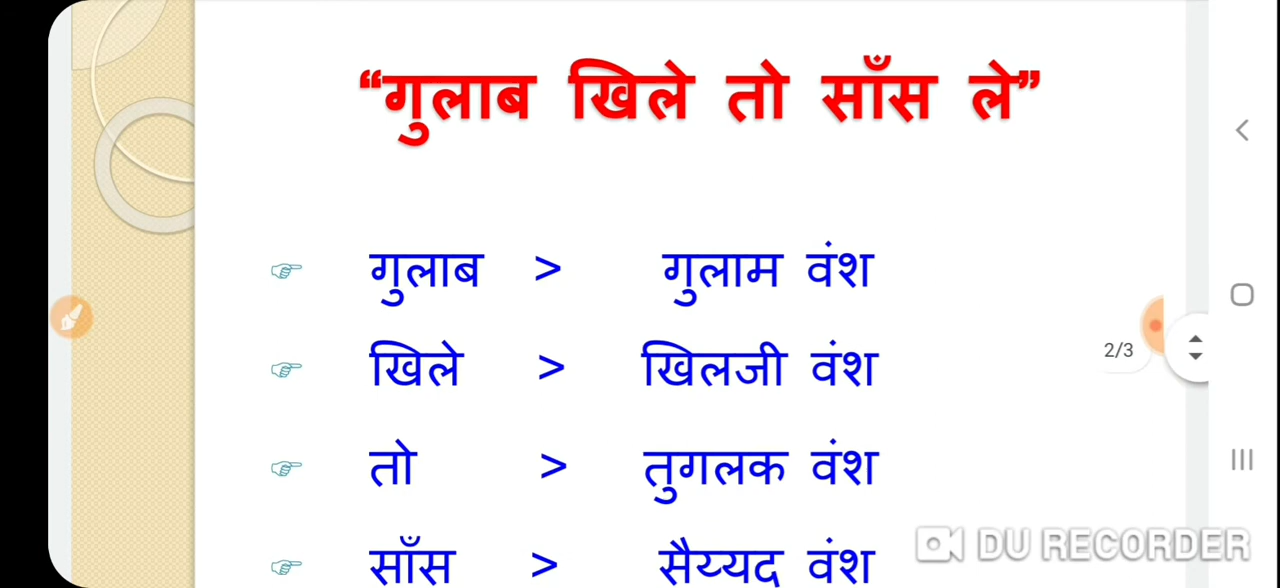 “गुलाब खिले तो साँस ले”
☞ गुलाब > गुलाम वंश
☞ खिले > खिलजी वंश
2/3
☞ तो > तुगलक वंश
☞ साँस > सैय्यद वंश
DU RECORDER